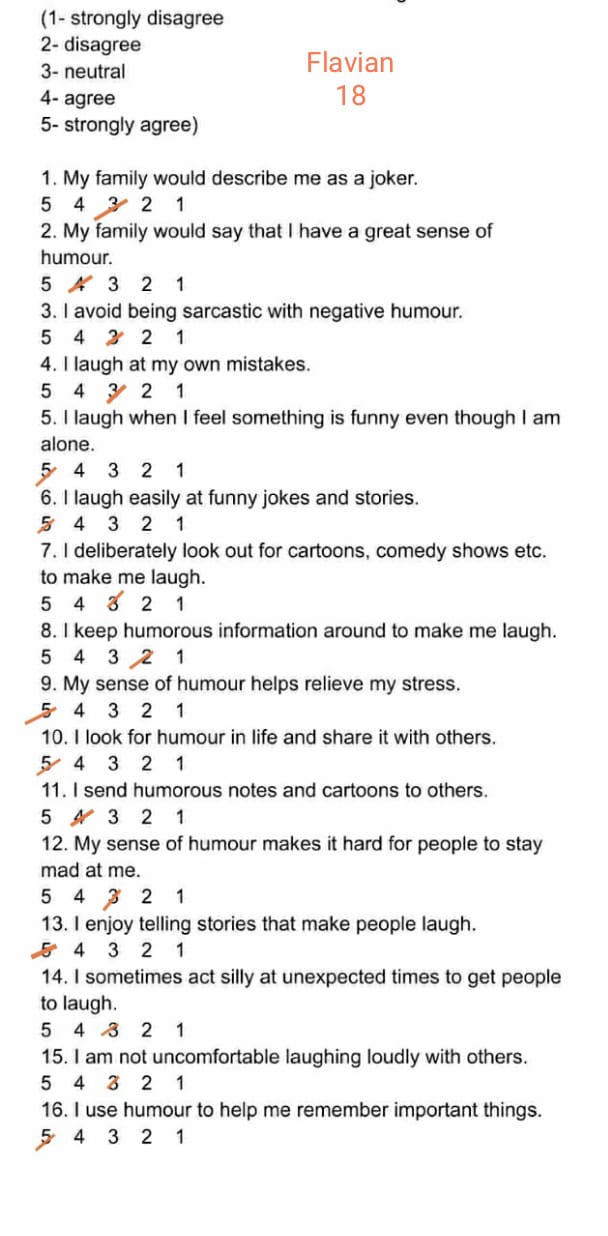 (1- strongly disagree
2- disagree
3- neutral
4- agree
5- strongly agree)
Flavian
18
1. My family would describe me as a joker.
5 4 3 2 1
2. My family would say that I have a great sense of
humour.
5 4 3 2 1
3. I avoid being sarcastic with negative humour.
5 4 3 2 1
4. I laugh at my own mistakes.
5 4 3 2 1
5. I laugh when I feel something is funny even though I am
alone.
5 4 3 2 1
6. I laugh easily at funny jokes and stories.
5 4 3 2 1
7. I deliberately look out for cartoons, comedy shows etc.
to make me laugh.
5 4 3 2 1
8. I keep humorous information around to make me laugh.
5 4 3 2 1
9. My sense of humour helps relieve my stress.
5 4 3 2 1
10. I look for humour in life and share it with others.
5 4 3 2 1
11. I send humorous notes and cartoons to others.
5 4 3 2 1
12. My sense of humour makes it hard for people to stay
mad at me.
5 4 3 2 1
13. I enjoy telling stories that make people laugh.
5 4 3 2 1
14. I sometimes act silly at unexpected times to get people
to laugh.
5 4 3 2 1
15. I am not uncomfortable laughing loudly with others.
5 4 3 2 1
16. I use humour to help me remember important things.
5 4 3 2 1